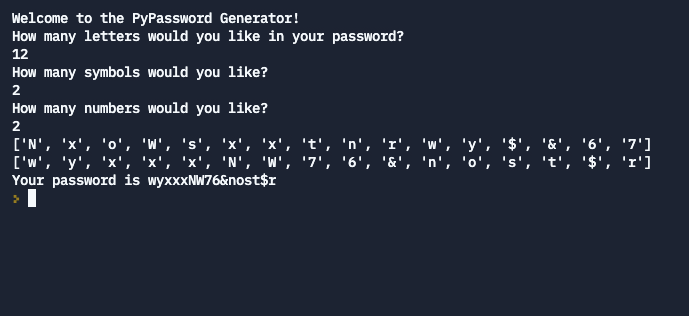 Welcome to the PyPassword Generator!
How many letters would you like in your password?
12
How many symbols would you like?
2
How many numbers would you like?
2
['N', 'x', 'o', 'W', 's', 'x', 'x', 't', 'n', 'r', 'w', 'y', '$', '&', '6', '7']
['w', 'y', 'x', 'x', 'x', 'N', 'W', '7', '6', '&', 'n', 'o', 's', 't', '$', 'r']
Your password is wyxxxNW76&nost$r
>